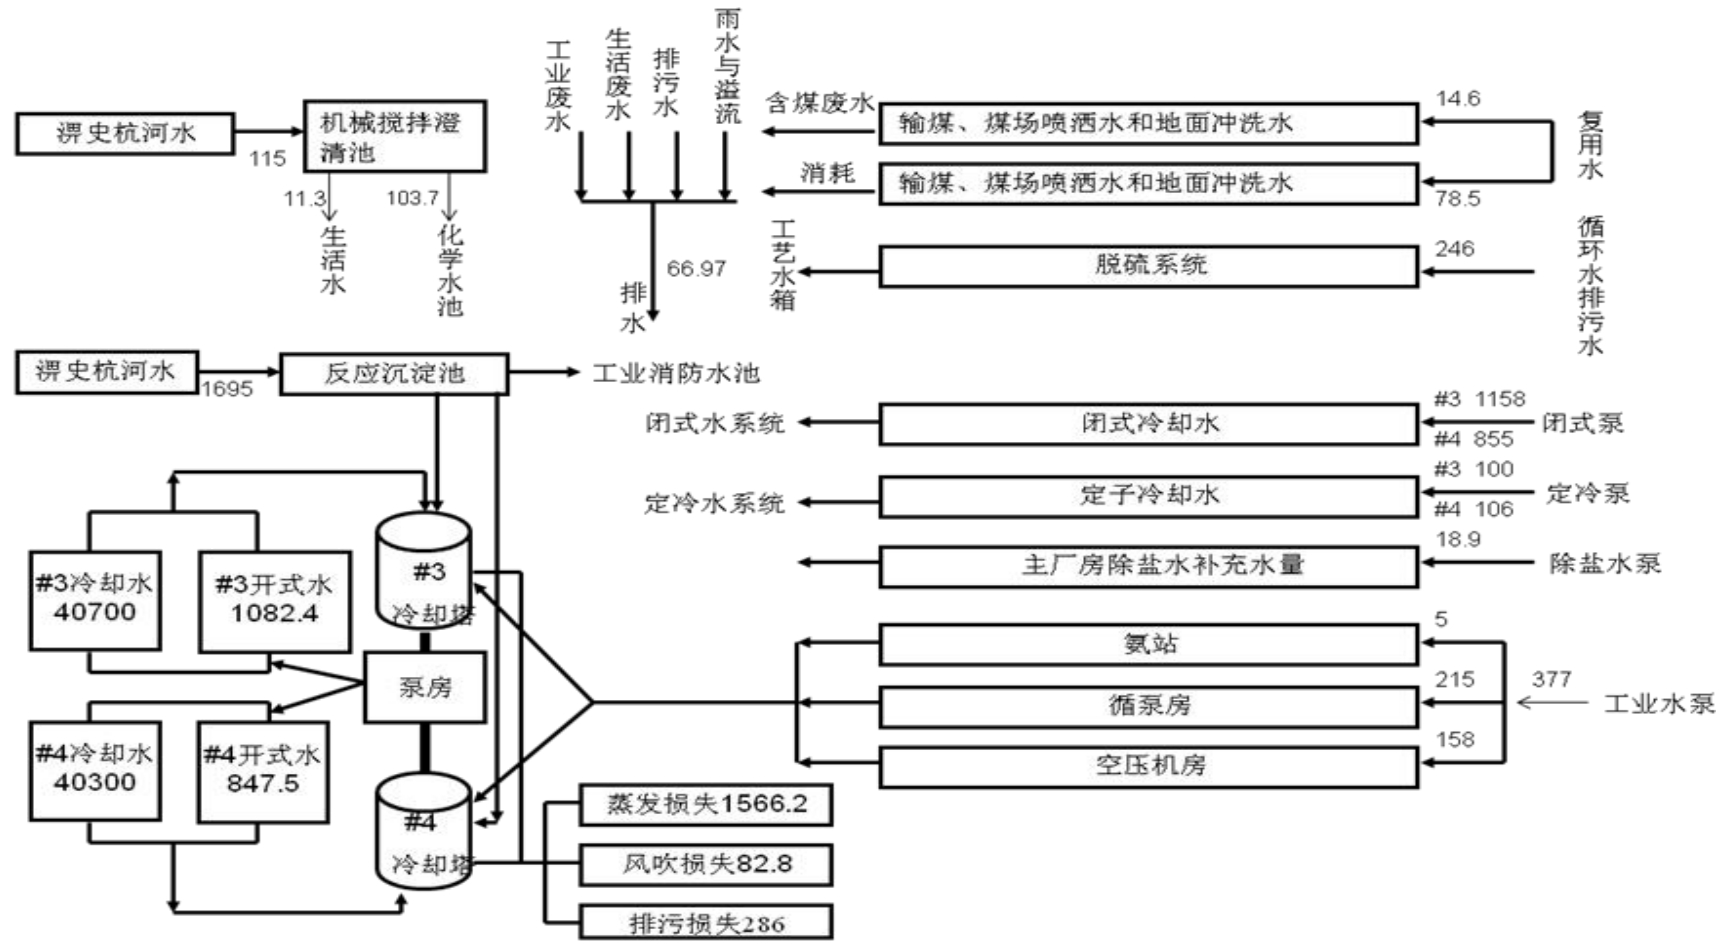 工业废水
生活废水
排污水
雨水与溢流
淠史杭河水
115
机械搅拌澄
清池
11.3
103.7
生活水
化学水池
66.97
排水
含煤废水
输煤、煤场喷洒水和地面冲洗水
14.6
消耗
输煤、煤场喷洒水和地面冲洗水
78.5
复用水
工艺水箱
脱硫系统
246
循环水排污水
淠史杭河水
1695
反应沉淀池
工业消防水池
闭式水系统
闭式冷却水
#3 1158
#4 855
闭式泵
定冷水系统
定子冷却水
#3 100
#4 106
定冷泵
主厂房除盐水补充水量
18.9
除盐水泵
#3冷却水
40700
#3开式水
1082.4
#3
冷却塔
泵房
#4冷却水
40300
#4开式水
847.5
#4
冷却塔
氨站
5
循泵房
215
空压机房
158
377
工业水泵
蒸发损失1566.2
风吹损失82.8
排污损失286